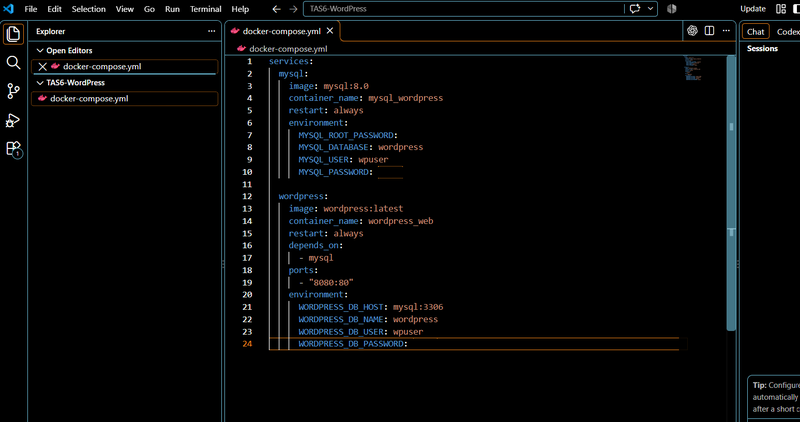 File Edit Selection View Go Run Terminal Help
TAS6-WordPress
Update
Explorer
Open Editors
docker-compose.yml
TAS6-WordPress
docker-compose.yml
1
docker-compose.yml
docker-compose.yml
1 services:
2 mysql:
3 image: mysql:8.0
4 container_name: mysql_wordpress
5 restart: always
6 environment:
7 MYSQL_ROOT_PASSWORD:
8 MYSQL_DATABASE: wordpress
9 MYSQL_USER: wpuser
10 MYSQL_PASSWORD:
11
12 wordpress:
13 image: wordpress:latest
14 container_name: wordpress_web
15 restart: always
16 depends_on:
17 - mysql
18 ports:
19 - "8080:80"
20 environment:
21 WORDPRESS_DB_HOST: mysql:3306
22 WORDPRESS_DB_NAME: wordpress
23 WORDPRESS_DB_USER: wpuser
24 WORDPRESS_DB_PASSWORD:
Chat Codex
Sessions
Tip: Configure
automatically
after a short c